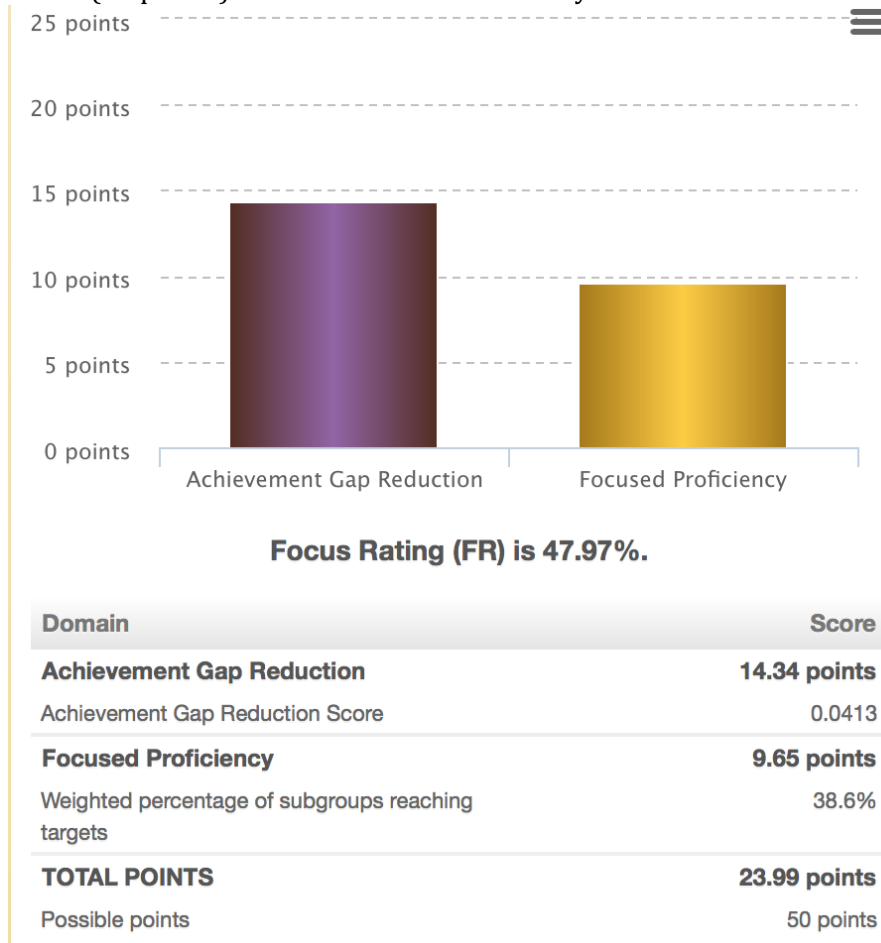 25 points
20 points
15 points
10 points
5 points
0 points
Achievement Gap Reduction Focused Proficiency
Focus Rating (FR) is 47.97%.
Domain Score
Achievement Gap Reduction 14.34 points
Achievement Gap Reduction Score 0.0413
Focused Proficiency 9.65 points
Weighted percentage of subgroups reaching 38.6%
targets
TOTAL POINTS 23.99 points
Possible points 50 points